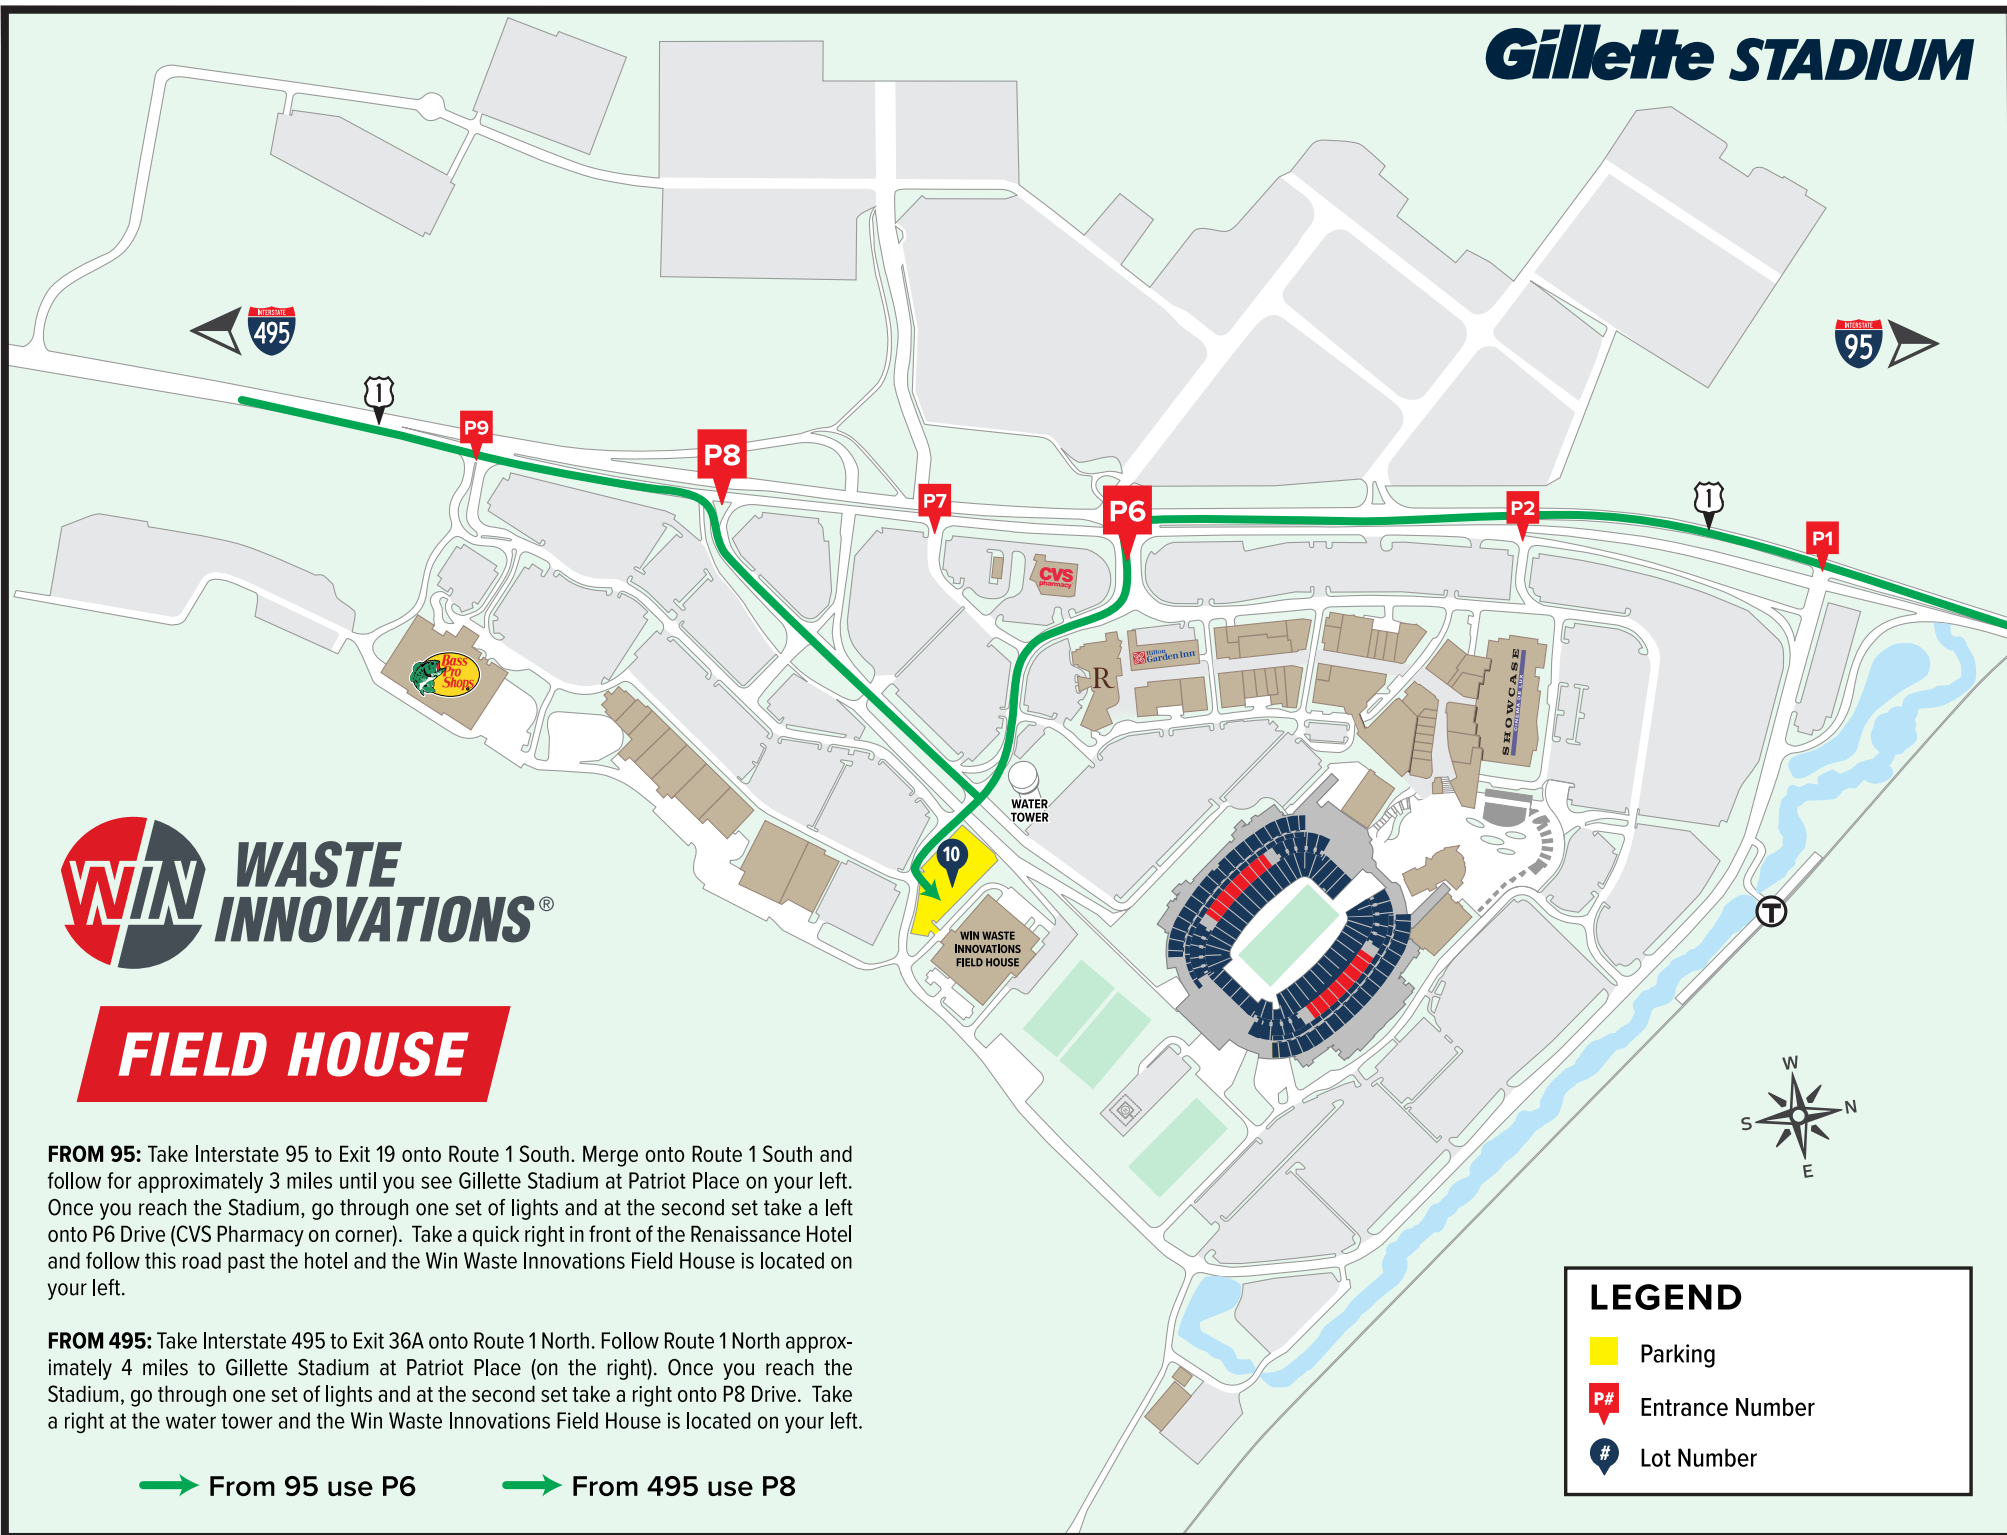 Gillette STADIUM
INTERSTATE
495
INTERSTATE
95
1
P9
P8
P7
P6
1
P2
P1
CVS
pharmacy
Hilton
Garden Inn
R
SHOWCASE
CINEMA DE LUX
Bass
Pro
Shops
WATER
TOWER
10
WIN WASTE
INNOVATIONS
FIELD HOUSE
T
WIN
WASTE
INNOVATIONS®
FIELD HOUSE
W
N
S
E
FROM 95: Take Interstate 95 to Exit 19 onto Route 1 South. Merge onto Route 1 South and
follow for approximately 3 miles until you see Gillette Stadium at Patriot Place on your left.
Once you reach the Stadium, go through one set of lights and at the second set take a left
onto P6 Drive (CVS Pharmacy on corner). Take a quick right in front of the Renaissance Hotel
and follow this road past the hotel and the Win Waste Innovations Field House is located on
your left.
FROM 495: Take Interstate 495 to Exit 36A onto Route 1 North. Follow Route 1 North approx-
imately 4 miles to Gillette Stadium at Patriot Place (on the right). Once you reach the
Stadium, go through one set of lights and at the second set take a right onto P8 Drive. Take
a right at the water tower and the Win Waste Innovations Field House is located on your left.
From 95 use P6
From 495 use P8
LEGEND
Parking
P#
Entrance Number
#
Lot Number